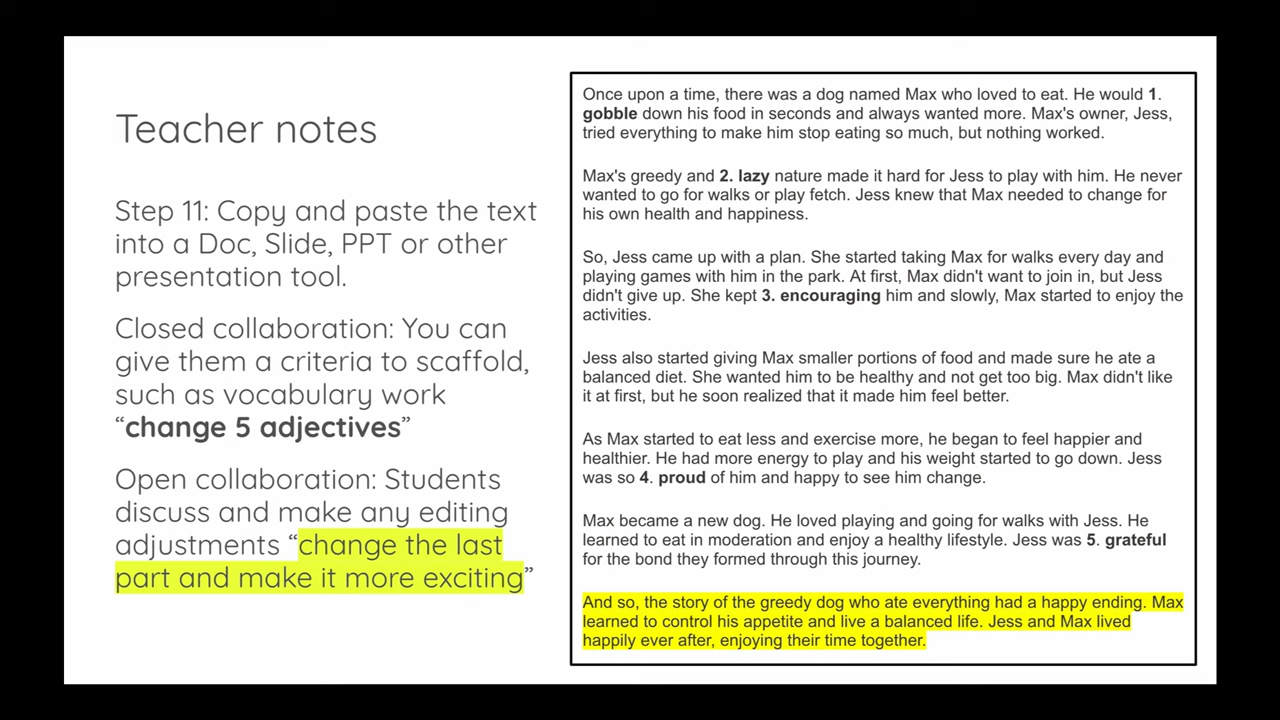 Teacher notes
Step 11: Copy and paste the text
into a Doc, Slide, PPT or other
presentation tool.
Closed collaboration: You can
give them a criteria to scaffold,
such as vocabulary work
“change 5 adjectives”
Open collaboration: Students
discuss and make any editing
adjustments “change the last
part and make it more exciting”
Once upon a time, there was a dog named Max who loved to eat. He would 1.
gobble down his food in seconds and always wanted more. Max's owner, Jess,
tried everything to make him stop eating so much, but nothing worked.
Max's greedy and 2. lazy nature made it hard for Jess to play with him. He never
wanted to go for walks or play fetch. Jess knew that Max needed to change for
his own health and happiness.
So, Jess came up with a plan. She started taking Max for walks every day and
playing games with him in the park. At first, Max didn't want to join in, but Jess
didn't give up. She kept 3. encouraging him and slowly, Max started to enjoy the
activities.
Jess also started giving Max smaller portions of food and made sure he ate a
balanced diet. She wanted him to be healthy and not get too big. Max didn't like
it at first, but he soon realized that it made him feel better.
As Max started to eat less and exercise more, he began to feel happier and
healthier. He had more energy to play and his weight started to go down. Jess
was so 4. proud of him and happy to see him change.
Max became a new dog. He loved playing and going for walks with Jess. He
learned to eat in moderation and enjoy a healthy lifestyle. Jess was 5. grateful
for the bond they formed through this journey.
And so, the story of the greedy dog who ate everything had a happy ending. Max
learned to control his appetite and live a balanced life. Jess and Max lived
happily ever after, enjoying their time together.